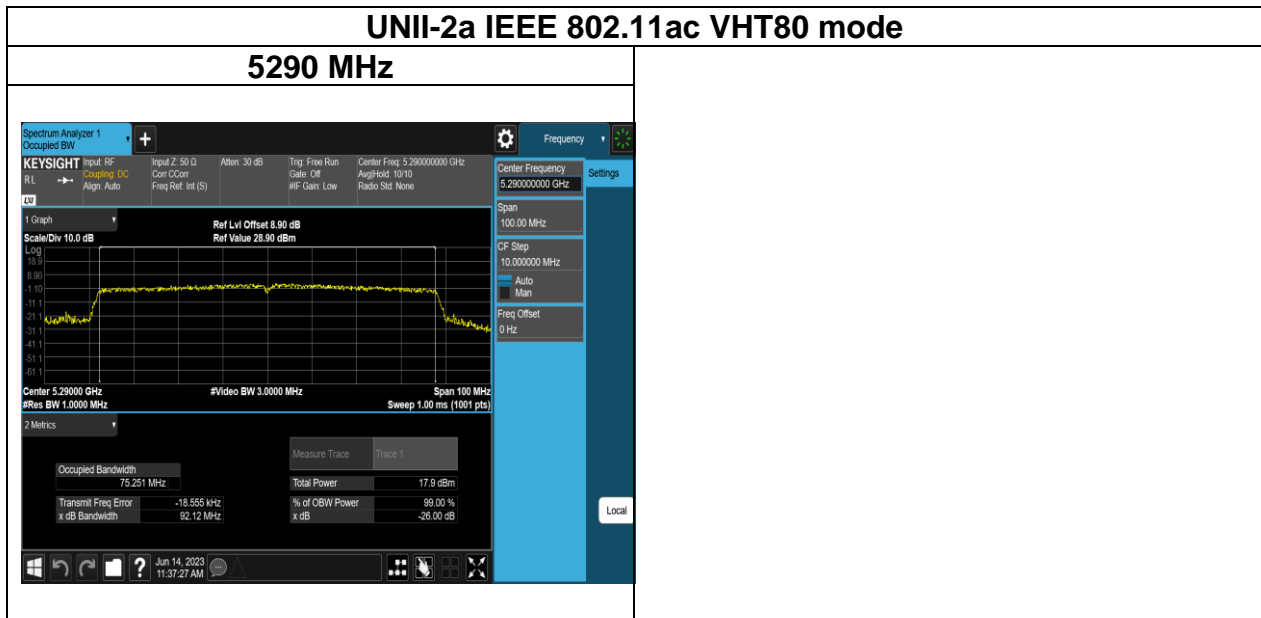 UNII-2a IEEE 802.11ac VHT80 mode
5290 MHz
Spectrum Analyzer 1
Occupied BW
+
Frequency
KEYSIGHT
RL
LXI
Input: RF
Coupling: DC
Align: Auto
Input Z: 50 Ω
Corr CCorr
Freq Ref: Int (S)
Atten: 30 dB
Trig: Free Run
Gate: Off
#IF Gain: Low
Center Freq: 5.290000000 GHz
Avg|Hold: 10/10
Radio Std: None
Center Frequency
5.290000000 GHz
Settings
Span
100.00 MHz
CF Step
10.000000 MHz
Auto
Man
Freq Offset
0 Hz
Local
1 Graph
Scale/Div 10.0 dB
Ref Lvl Offset 8.90 dB
Ref Value 28.90 dBm
Log
18.9
8.90
-1.10
-11.1
-21.1
-31.1
-41.1
-51.1
-61.1
Center 5.29000 GHz
#Res BW 1.0000 MHz
#Video BW 3.0000 MHz
Span 100 MHz
Sweep 1.00 ms (1001 pts)
2 Metrics
Measure Trace Trace 1
Occupied Bandwidth
75.251 MHz
Total Power 17.9 dBm
Transmit Freq Error -18.555 kHz
% of OBW Power 99.00 %
x dB Bandwidth 92.12 MHz
x dB -26.00 dB
?
Jun 14, 2023
11:37:27 AM